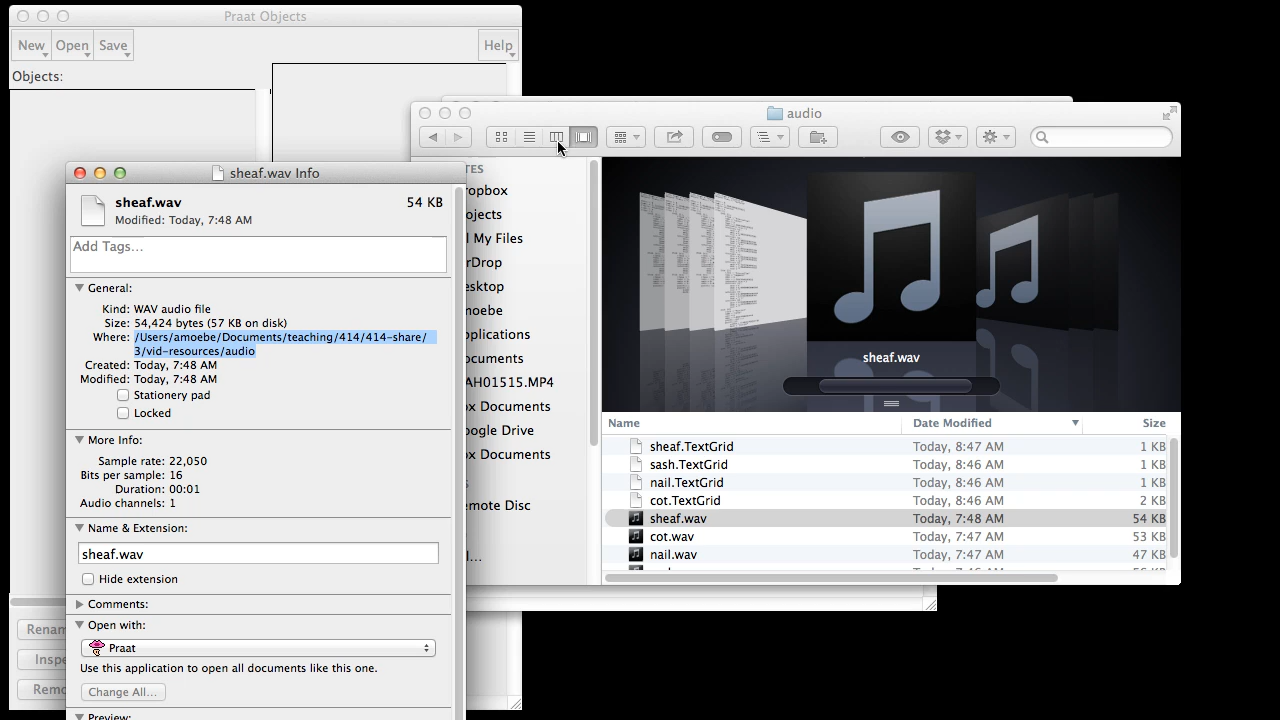 Praat Objects
New
Open
Save
Help
Objects:
audio
sheaf.wav Info
sheaf.wav
54 KB
Modified: Today, 7:48 AM
Add Tags...
General:
Kind: WAV audio file
Size: 54,424 bytes (57 KB on disk)
Where: /Users/amoebe/Documents/teaching/414/414-share/
3/vid-resources/audio
Created: Today, 7:48 AM
Modified: Today, 7:48 AM
Stationery pad
Locked
More Info:
Sample rate: 22,050
Bits per sample: 16
Duration: 00:01
Audio channels: 1
Name & Extension:
sheaf.wav
Hide extension
Comments:
Open with:
Praat
Use this application to open all documents like this one.
Change All...
Preview:
Renam
Inspe
Remo
TES
ropbox
ojects
l My Files
rDrop
esktop
moebe
plications
ocuments
AH01515.MP4
ox Documents
oogle Drive
ox Documents
S
emote Disc
l...
sheaf.wav
Name Date Modified Size
sheaf.TextGrid Today, 8:47 AM 1 KB
sash.TextGrid Today, 8:46 AM 1 KB
nail.TextGrid Today, 8:46 AM 1 KB
cot.TextGrid Today, 8:46 AM 2 KB
sheaf.wav Today, 7:48 AM 54 KB
cot.wav Today, 7:47 AM 53 KB
nail.wav Today, 7:47 AM 47 KB